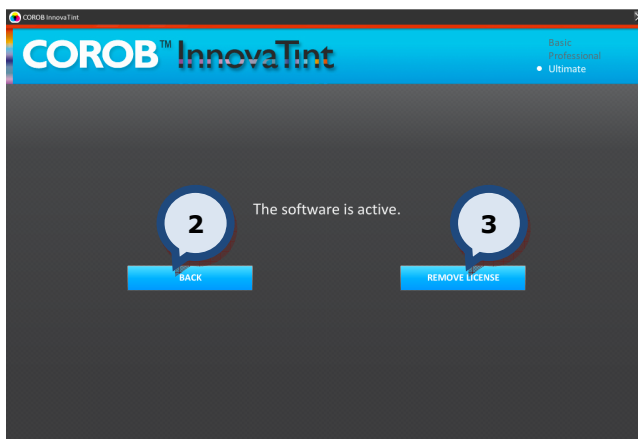 COROB InnovaTint
COROB™ InnovaTint
Basic
Professional
Ultimate
The software is active.
2
3
BACK
REMOVE LICENSE